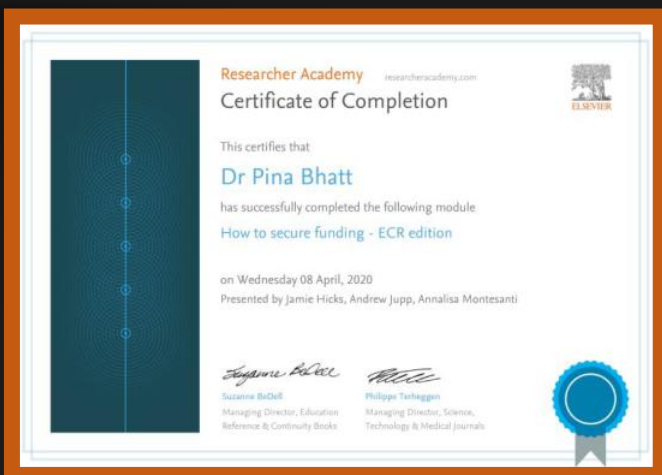 Researcher Academy researcheracademy.com
Certificate of Completion
ELSEVIER
This certifies that
Dr Pina Bhatt
has successfully completed the following module
How to secure funding - ECR edition
on Wednesday 08 April, 2020
Presented by Jamie Hicks, Andrew Jupp, Annalisa Montesanti
Suzanne BeDell
Suzanne BeDell
Philippe Terheggen
Managing Director, Education
Reference & Continuity Books
Managing Director, Science,
Technology & Medical Journals